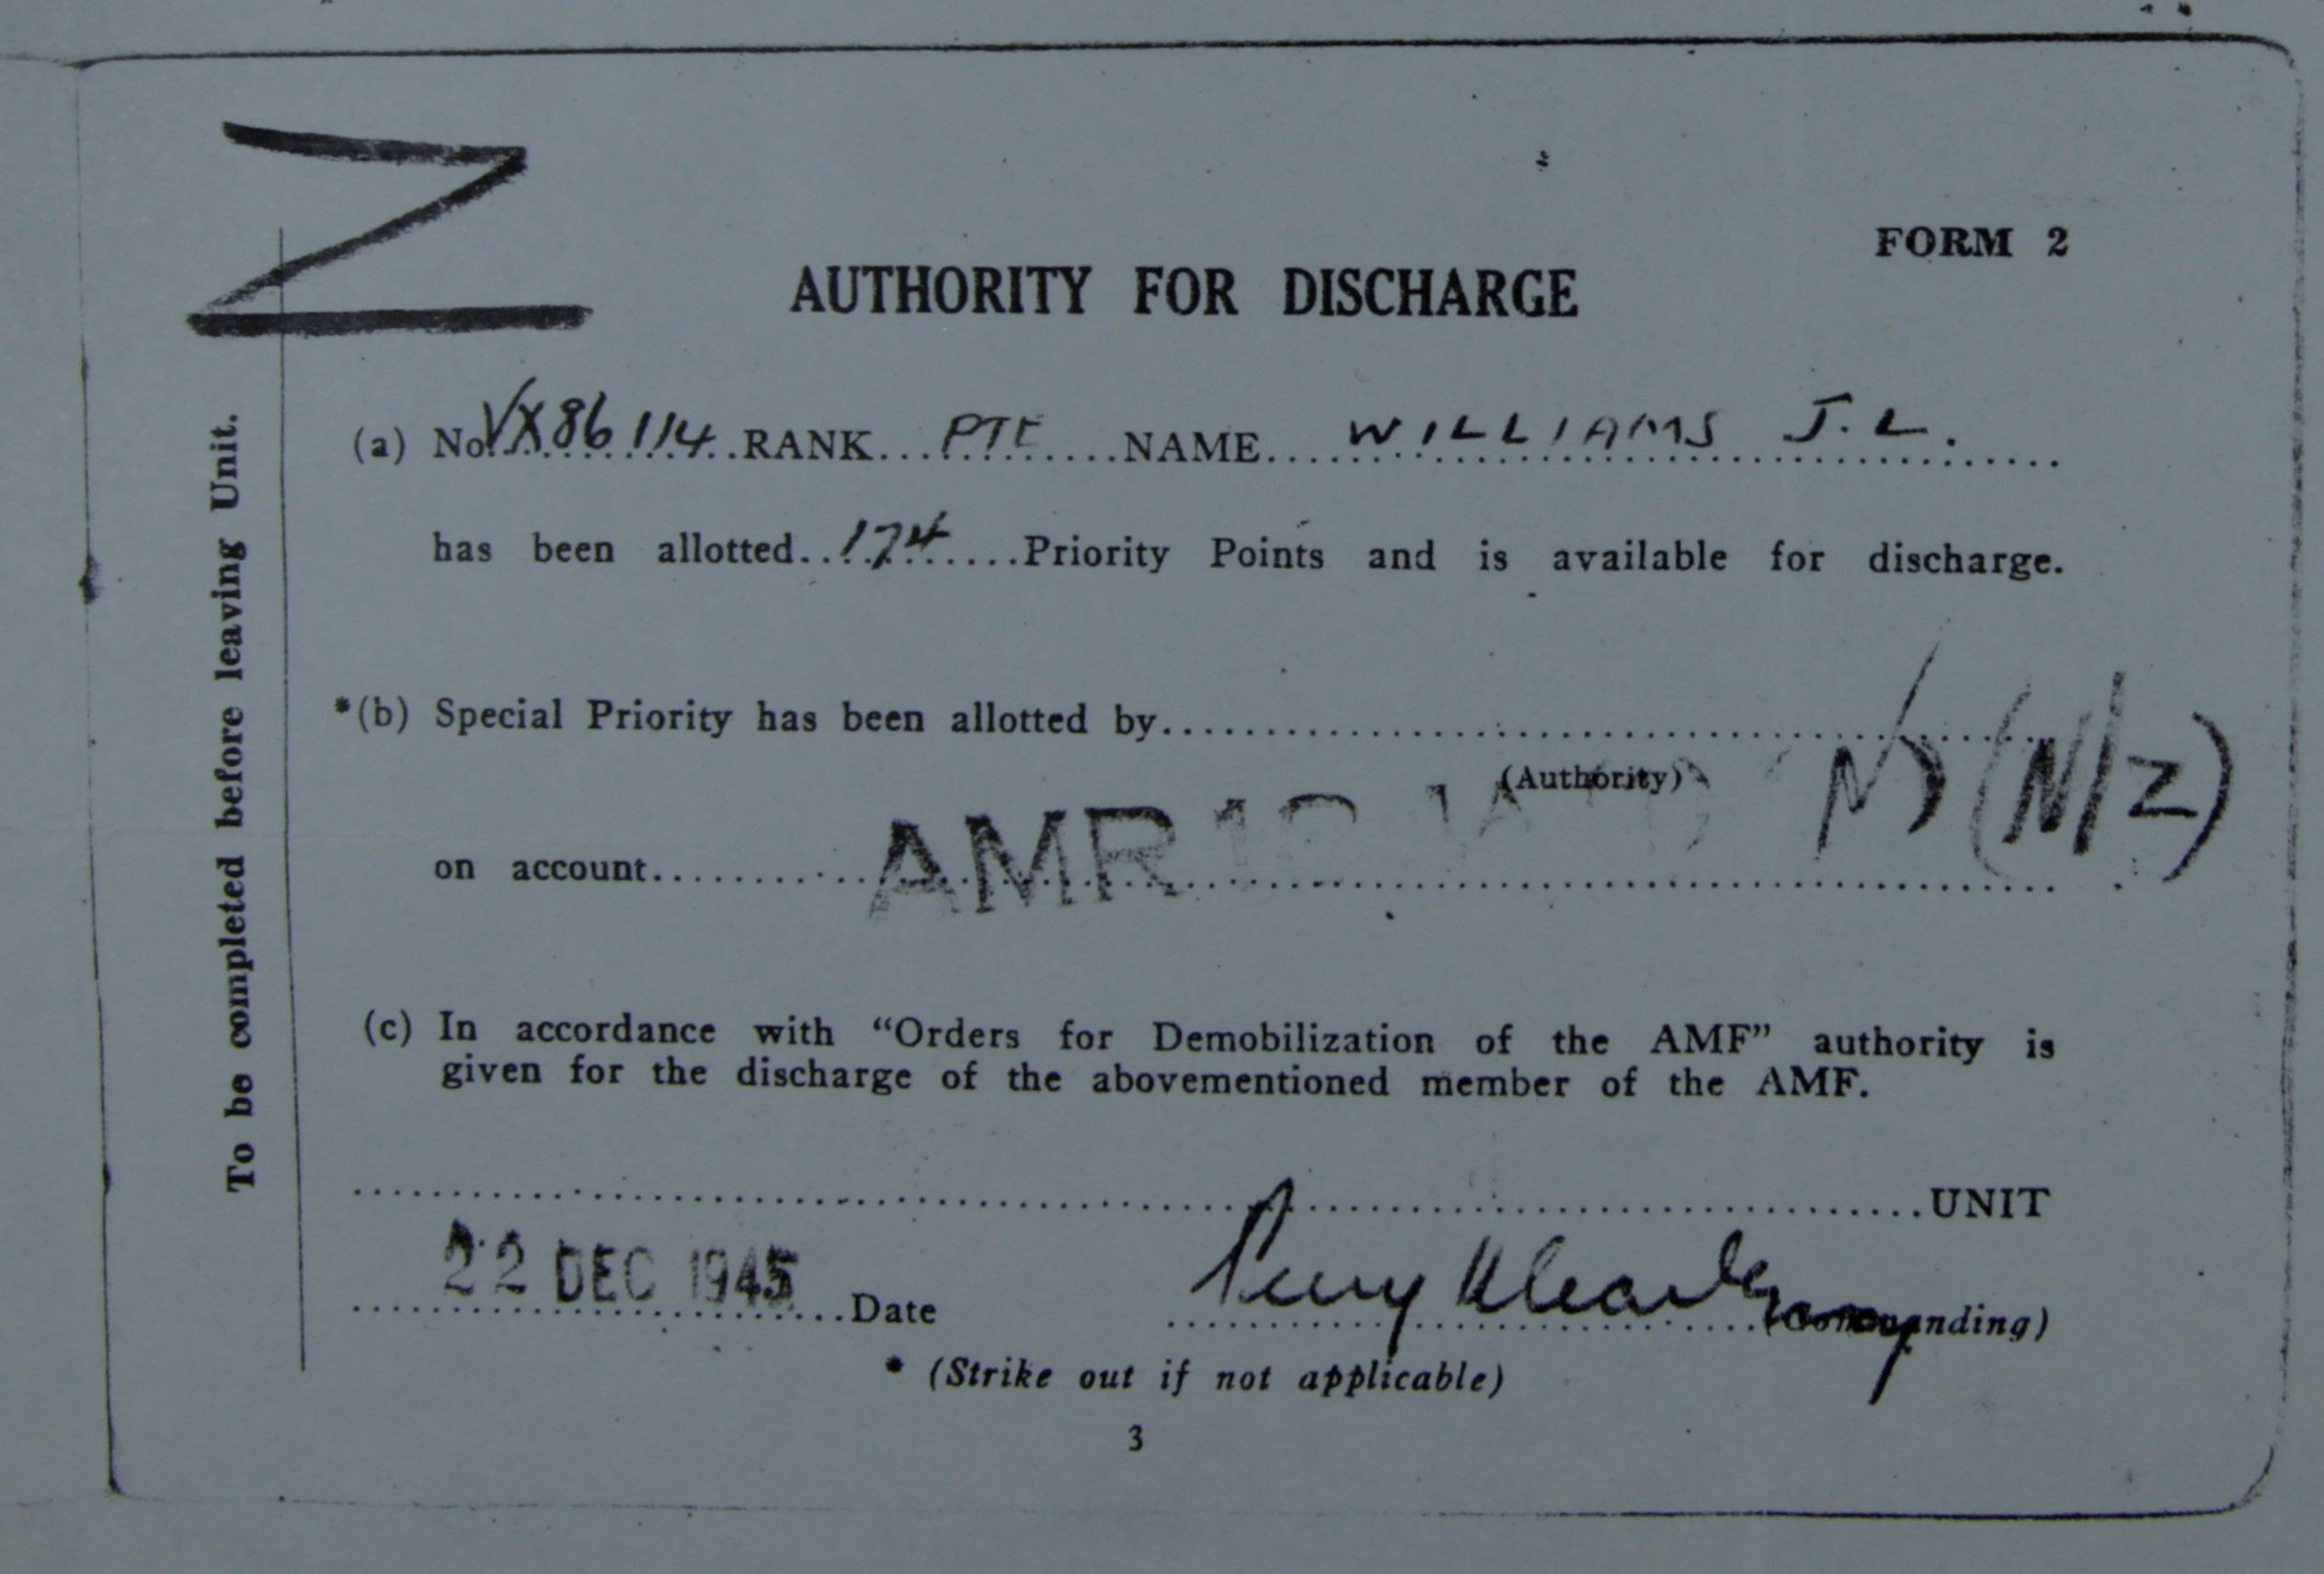 Z
FORM 2
AUTHORITY FOR DISCHARGE
To be completed before leaving Unit.
(a) No. VX86114 RANK PTE NAME WILLIAMS J.L.
has been allotted 174 Priority Points and is available for discharge.
*(b) Special Priority has been allotted by
(Authority)
on account AMR (N/Z)
(c) In accordance with “Orders for Demobilization of the AMF” authority is
given for the discharge of the abovementioned member of the AMF.
UNIT
22 DEC 1945 Date (Commanding)
* (Strike out if not applicable)
3